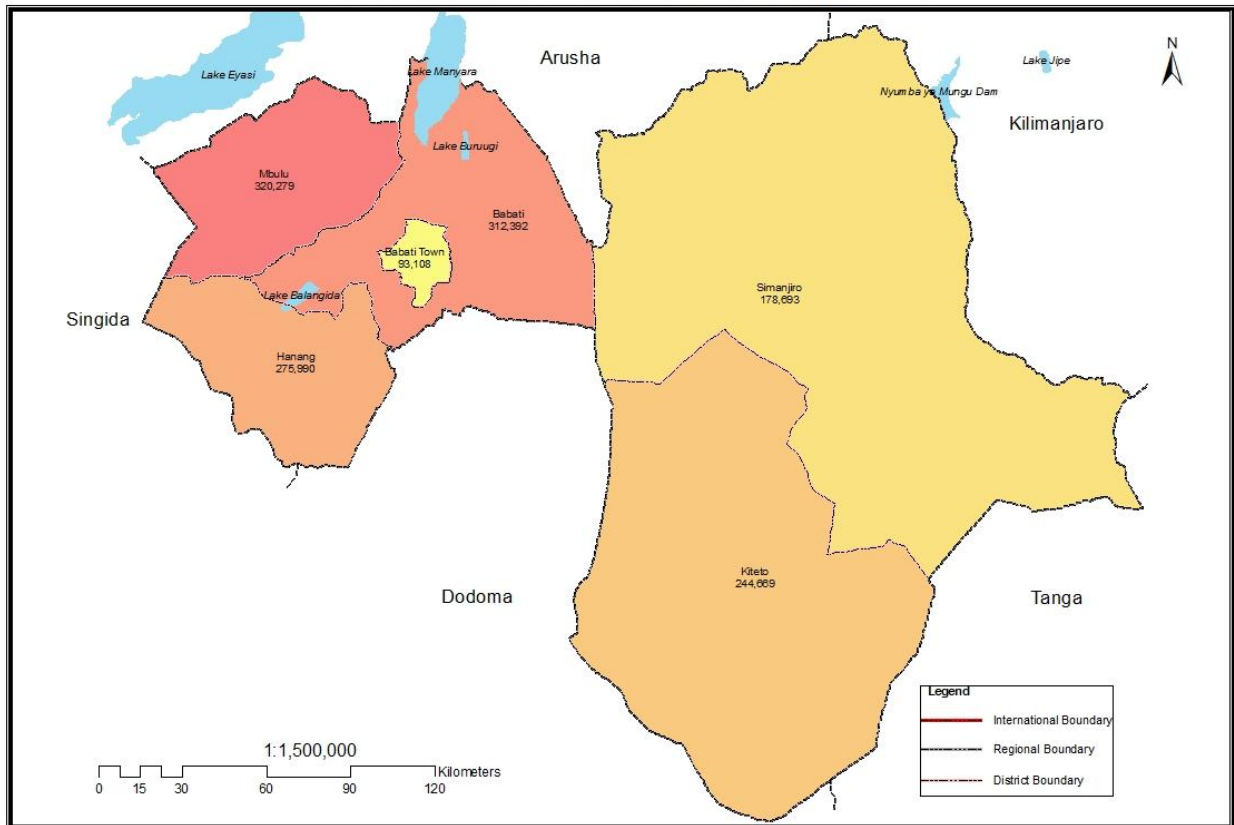 Arusha
N
Lake Eyasi
Lake Manyara
Lake Jipe
Nyumba ya Mungu Dam
Kilimanjaro
Lake Buruugi
Mbulu
320,279
Babati
312,392
Babati Town
93,108
Lake Balangida
Simanjiro
178,693
Singida
Hanang
275,990
Kiteto
244,669
Dodoma
Tanga
Legend
International Boundary
Regional Boundary
District Boundary
1:1,500,000
Kilometers
0 15 30 60 90 120